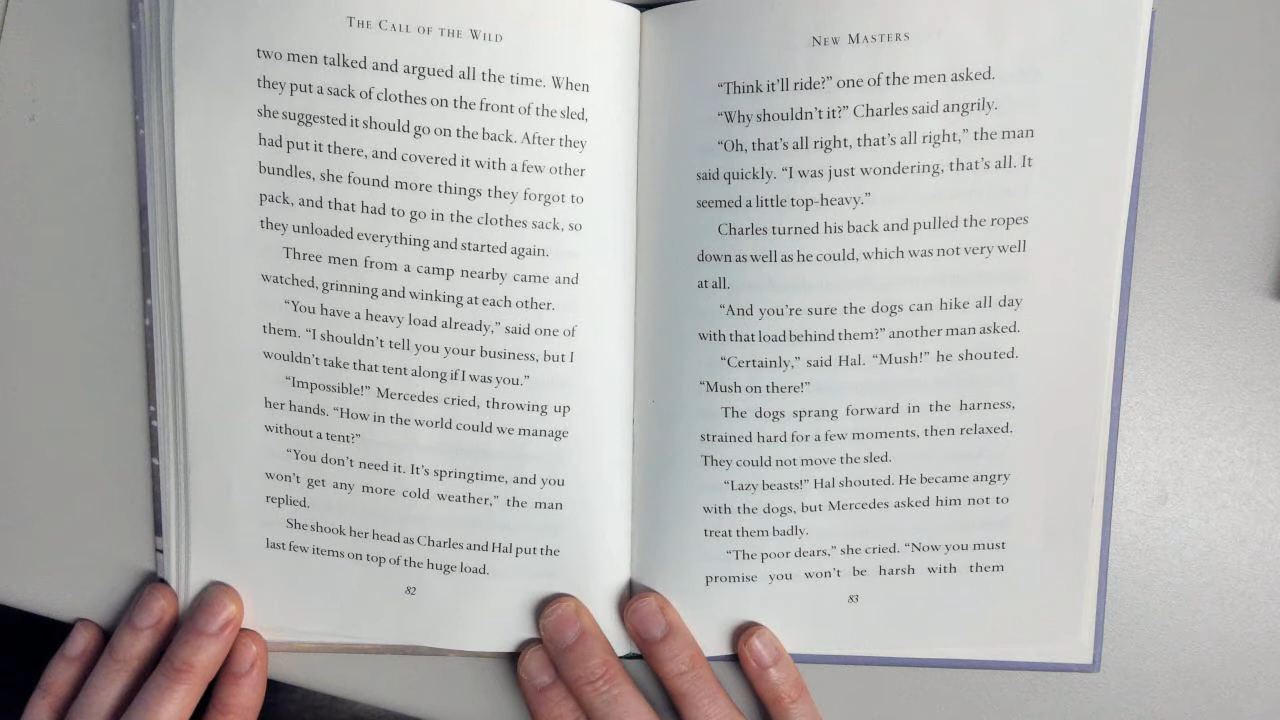 THE CALL OF THE WILD
two men talked and argued all the time. When
they put a sack of clothes on the front of the sled,
she suggested it should go on the back. After they
had put it there, and covered it with a few other
bundles, she found more things they forgot to
pack, and that had to go in the clothes sack, so
they unloaded everything and started again.
Three men from a camp nearby came and
watched, grinning and winking at each other.
“You have a heavy load already,” said one of
them. “I shouldn’t tell you your business, but I
wouldn’t take that tent along if I was you.”
“Impossible!” Mercedes cried, throwing up
her hands. “How in the world could we manage
without a tent?”
“You don’t need it. It’s springtime, and you
won’t get any more cold weather,” the man
replied.
She shook her head as Charles and Hal put the
last few items on top of the huge load.
82
NEW MASTERS
“Think it’ll ride?” one of the men asked.
“Why shouldn’t it?” Charles said angrily.
“Oh, that’s all right, that’s all right,” the man
said quickly. “I was just wondering, that’s all. It
seemed a little top-heavy.”
Charles turned his back and pulled the ropes
down as well as he could, which was not very well
at all.
“And you’re sure the dogs can hike all day
with that load behind them?” another man asked.
“Certainly,” said Hal. “Mush!” he shouted.
“Mush on there!”
The dogs sprang forward in the harness,
strained hard for a few moments, then relaxed.
They could not move the sled.
“Lazy beasts!” Hal shouted. He became angry
with the dogs, but Mercedes asked him not to
treat them badly.
“The poor dears,” she cried. “Now you must
promise you won’t be harsh with them
83